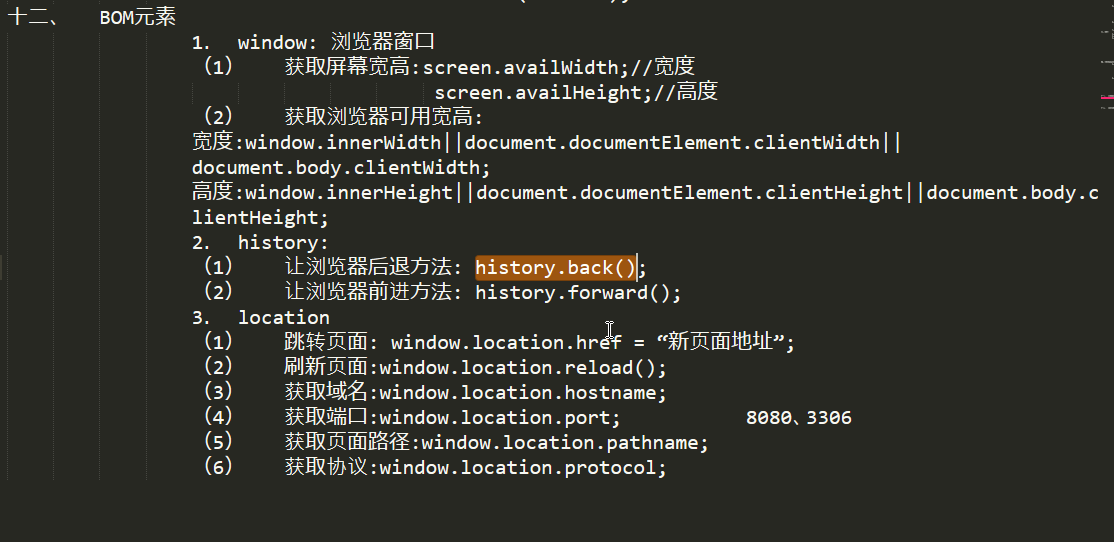 十二、 BOM元素
1. window: 浏览器窗口
（1） 获取屏幕宽高:screen.availWidth;//宽度
screen.availHeight;//高度
（2） 获取浏览器可用宽高:
宽度:window.innerWidth||document.documentElement.clientWidth||
document.body.clientWidth;
高度:window.innerHeight||document.documentElement.clientHeight||document.body.c
lientHeight;
2. history:
（1） 让浏览器后退方法: history.back();
（2） 让浏览器前进方法: history.forward();
3. location
（1） 跳转页面: window.location.href = “新页面地址”;
（2） 刷新页面:window.location.reload();
（3） 获取域名:window.location.hostname;
（4） 获取端口:window.location.port; 8080、3306
（5） 获取页面路径:window.location.pathname;
（6） 获取协议:window.location.protocol;